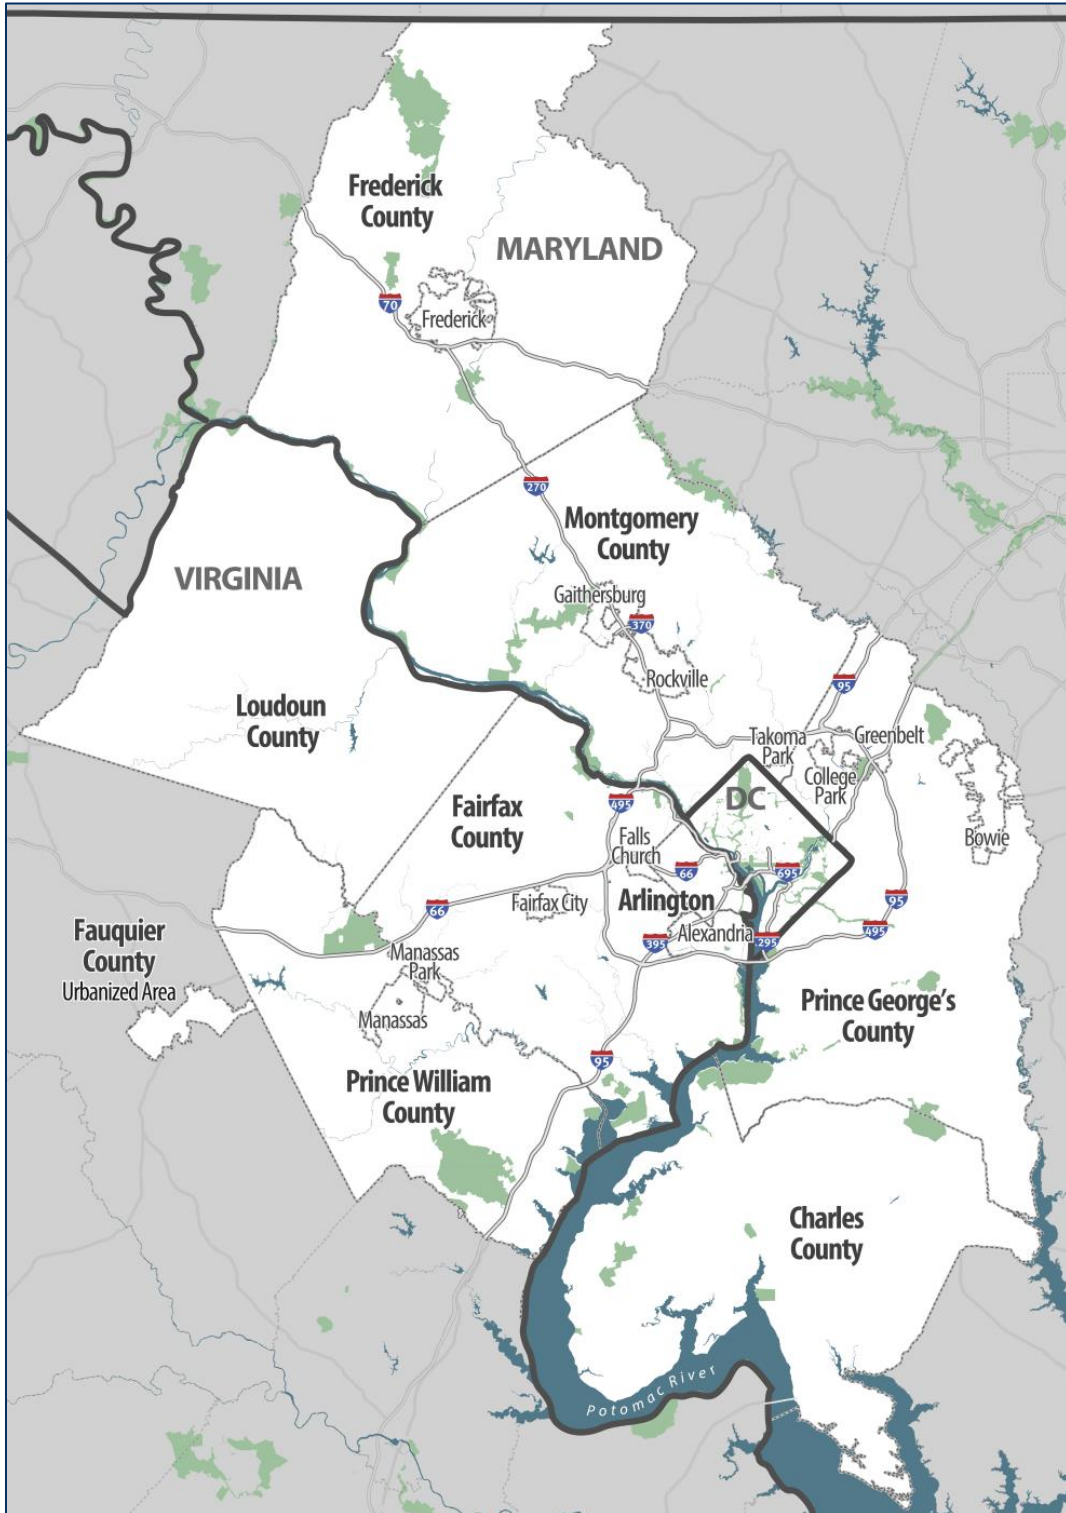 Frederick
County
MARYLAND
70
Frederick
270
Montgomery
County
VIRGINIA
Gaithersburg
370
Rockville
95
Loudoun
County
Takoma
Park
Greenbelt
College
Park
DC
495
Fairfax
County
Falls
Church
Bowie
66
695
Arlington
95
66
Fairfax City
Alexandria
395
295
495
Fauquier
County
Urbanized Area
Manassas
Park
Manassas
Prince George's
County
95
Prince William
County
Charles
County
Potomac River